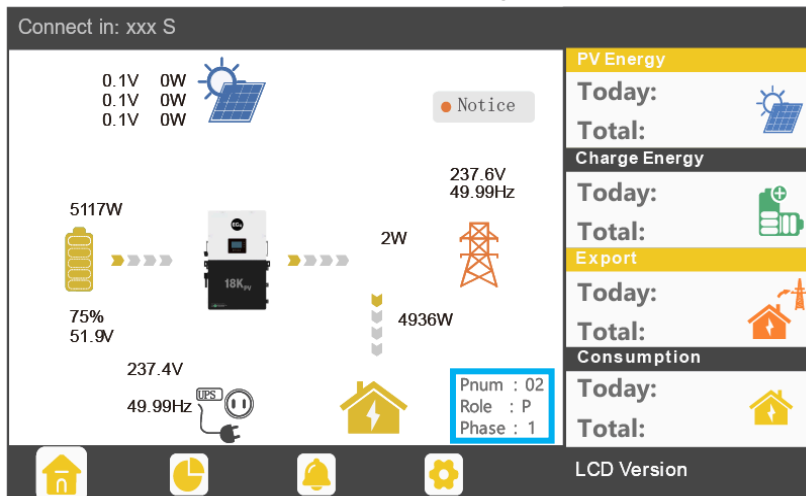 Connect in: xxx S
0.1V 0W
0.1V 0W
0.1V 0W
Notice
237.6V
49.99Hz
5117W
2W
18KPV
75%
51.9V
4936W
237.4V
UPS
49.99Hz
Pnum : 02
Role : P
Phase : 1
PV Energy
Today:
Total:
Charge Energy
Today:
Total:
Export
Today:
Total:
Consumption
Today:
Total:
LCD Version